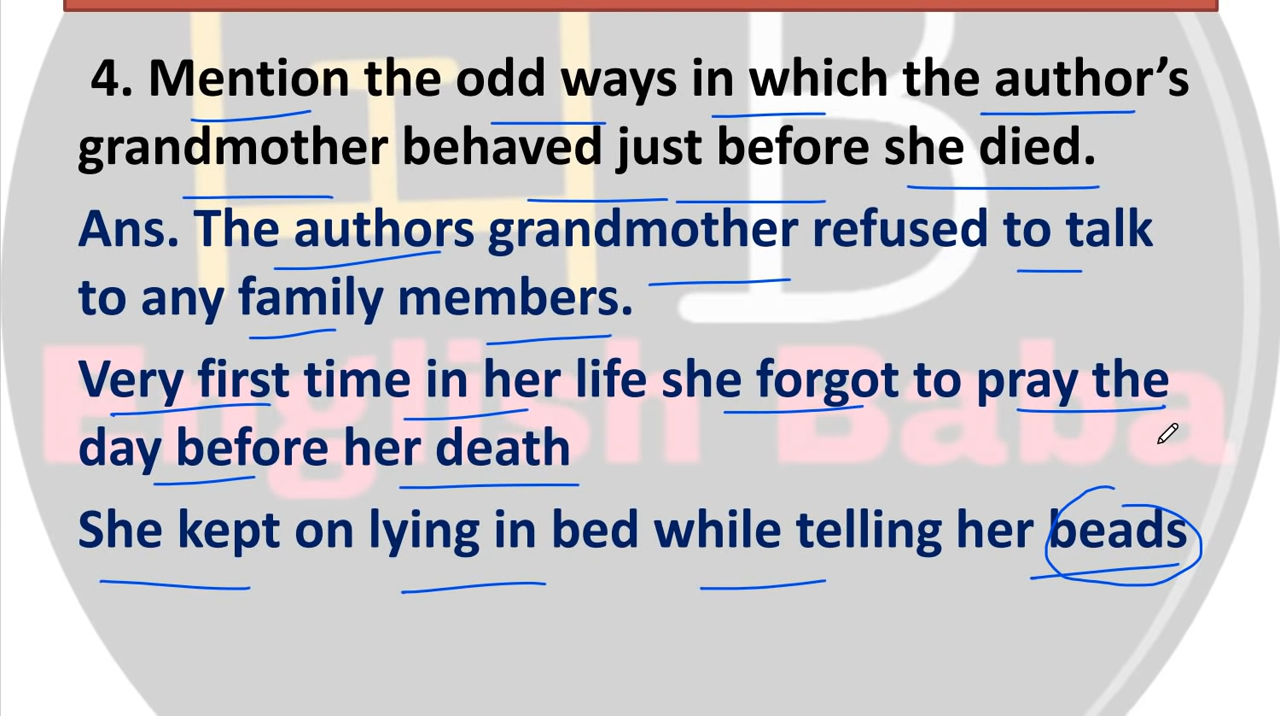 4. Mention the odd ways in which the author’s
grandmother behaved just before she died.
Ans. The authors grandmother refused to talk
to any family members.
Very first time in her life she forgot to pray the
day before her death
She kept on lying in bed while telling her beads
English Baba